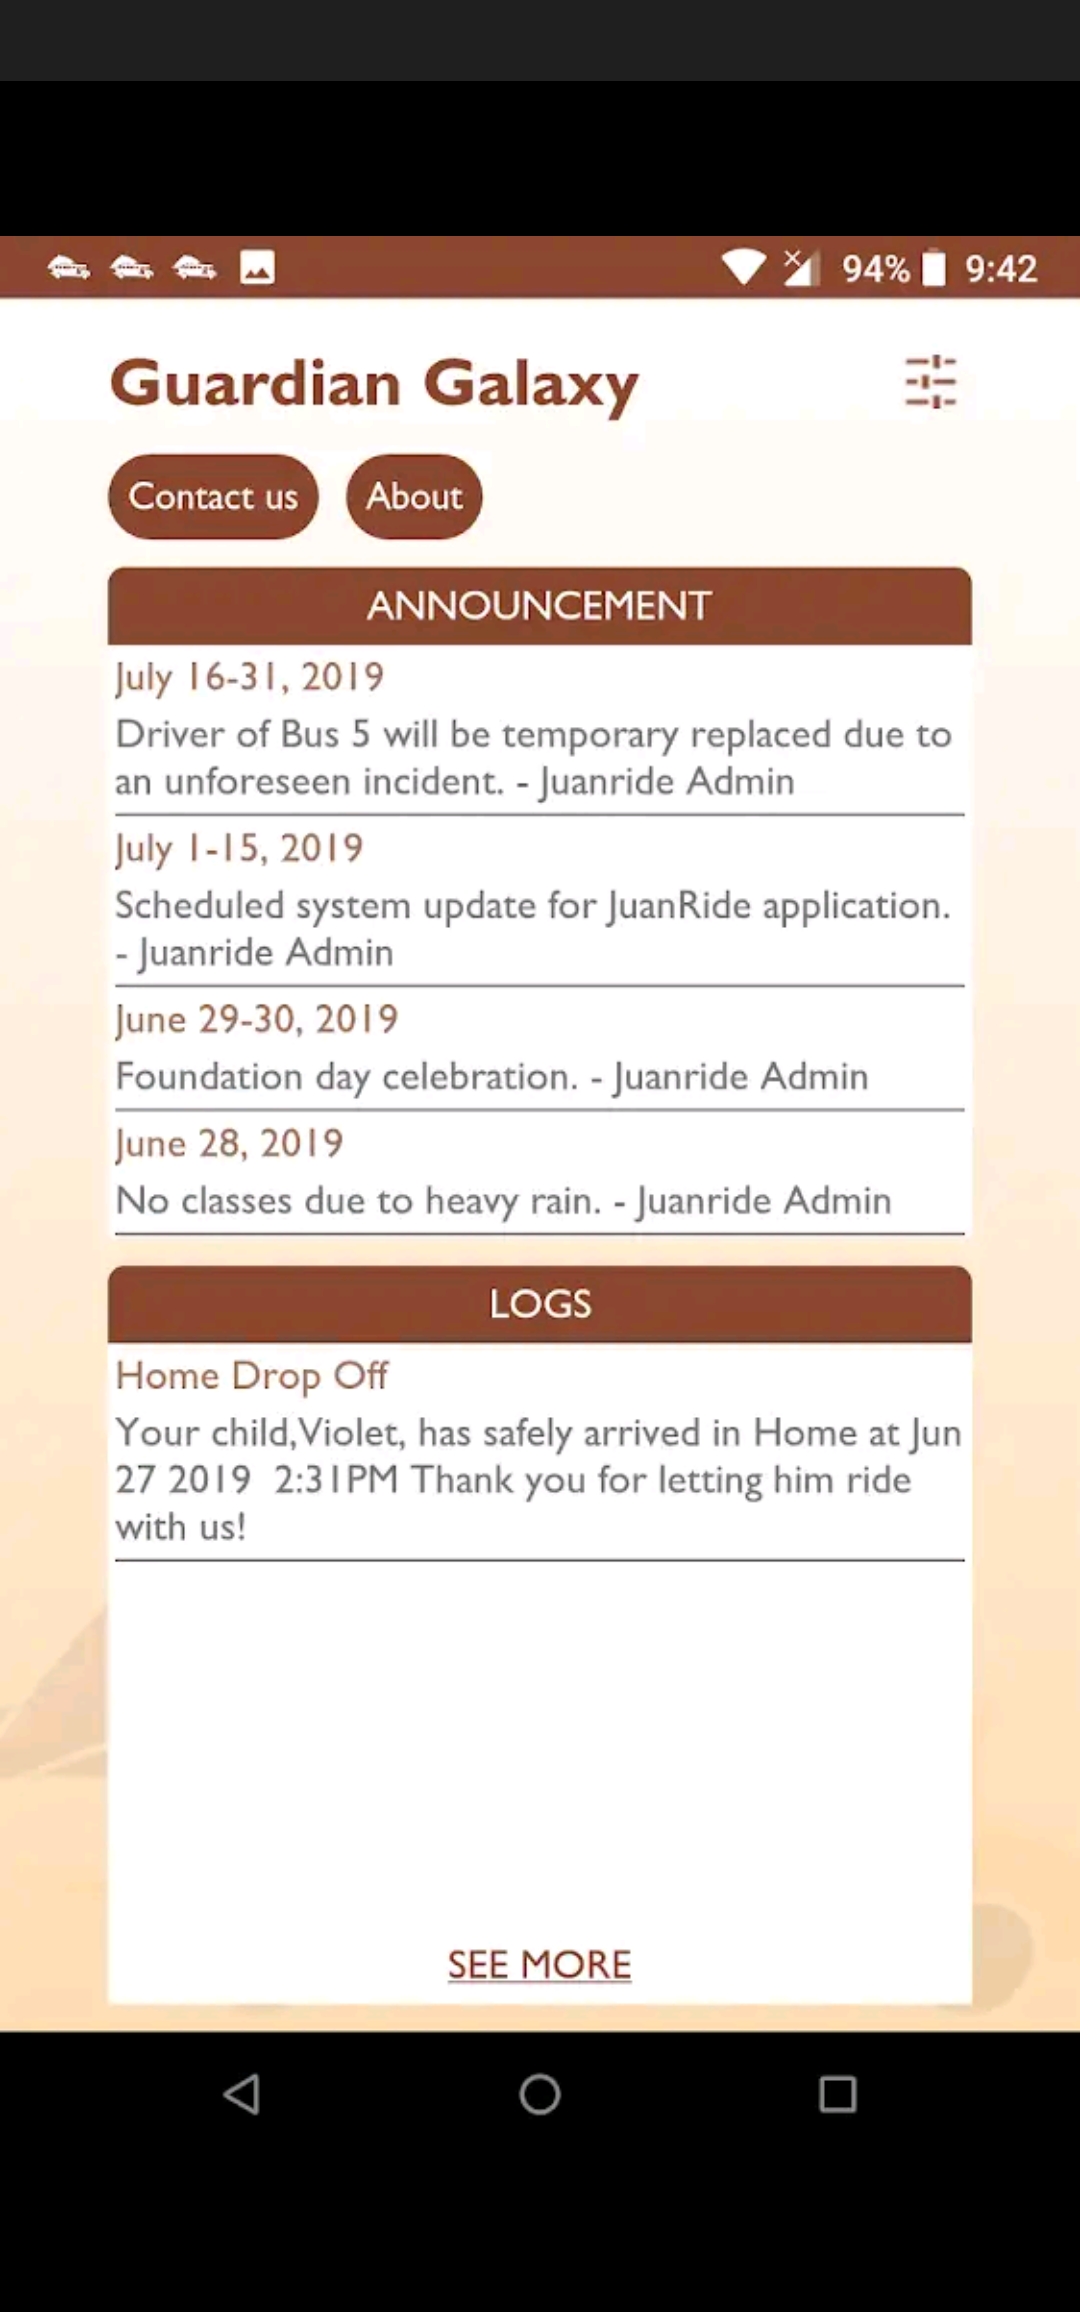 94% 9:42
Guardian Galaxy
Contact us About
ANNOUNCEMENT
July 16-31, 2019
Driver of Bus 5 will be temporary replaced due to
an unforeseen incident. - Juanride Admin
July 1-15, 2019
Scheduled system update for JuanRide application.
- Juanride Admin
June 29-30, 2019
Foundation day celebration. - Juanride Admin
June 28, 2019
No classes due to heavy rain. - Juanride Admin
LOGS
Home Drop Off
Your child,Violet, has safely arrived in Home at Jun
27 2019  2:31PM Thank you for letting him ride
with us!
SEE MORE